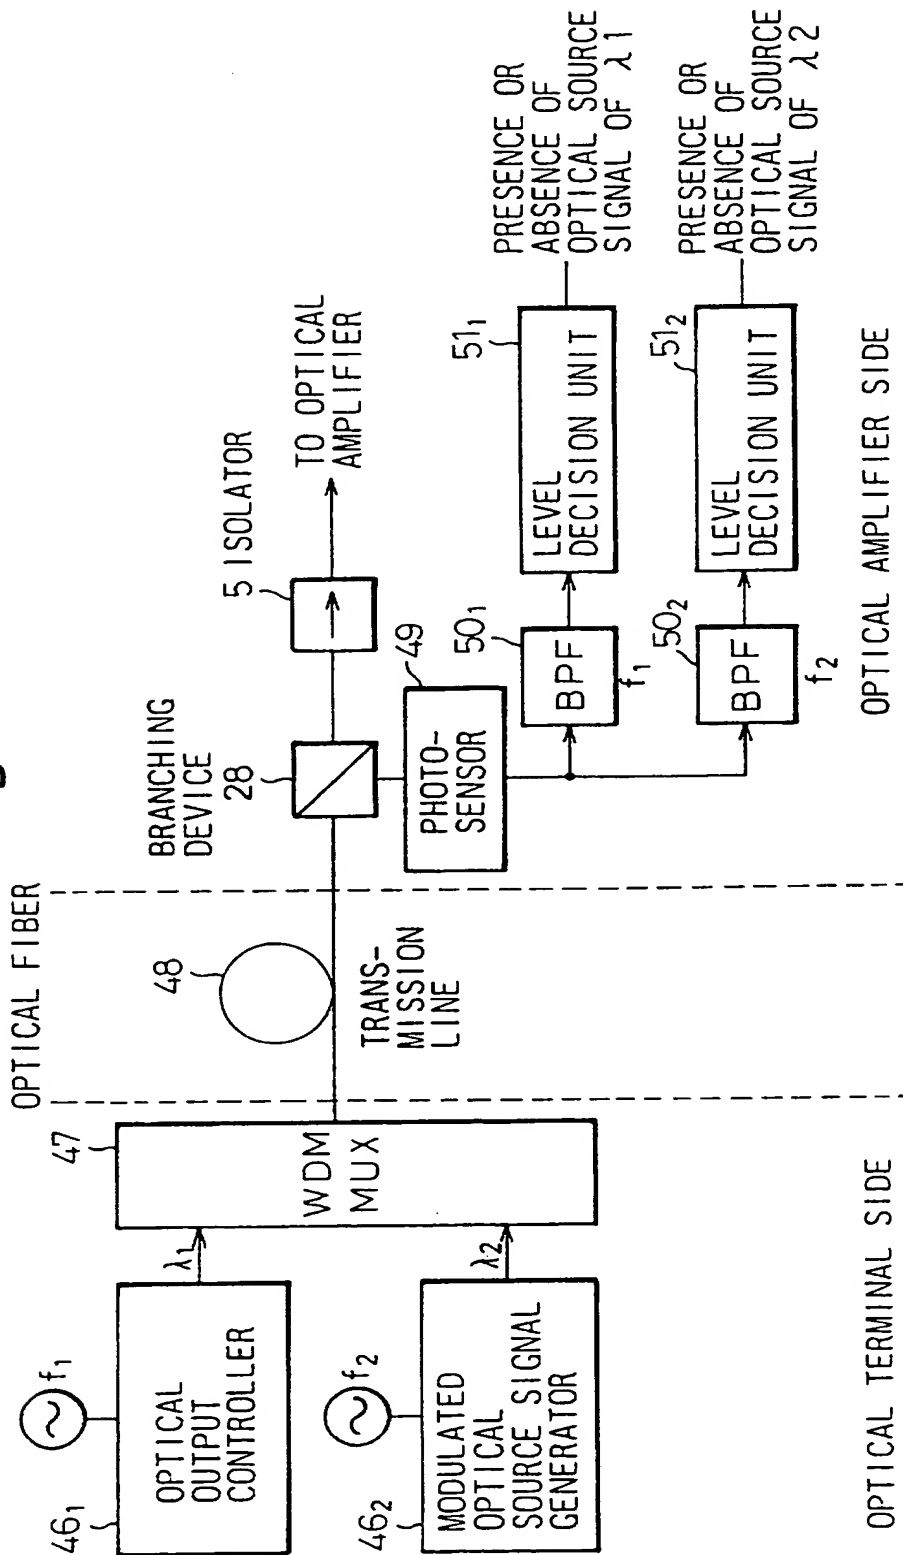 OPTICAL FIBER
46₁
f₁
OPTICAL
OUTPUT
CONTROLLER
λ₁
46₂
f₂
MODULATED
OPTICAL
SOURCE SIGNAL
GENERATOR
λ2
47
WDM
MUX
48
TRANS-
MISSION
LINE
BRANCHING
DEVICE
28
5 ISOLATOR
TO OPTICAL
AMPLIFIER
49
PHOTO-
SENSOR
50₁
BPF
f₁
50₂
BPF
f₂
51₁
LEVEL
DECISION UNIT
51₂
LEVEL
DECISION UNIT
PRESENCE OR
ABSENCE OF
OPTICAL SOURCE
SIGNAL OF λ1
PRESENCE OR
ABSENCE OF
OPTICAL SOURCE
SIGNAL OF λ2
OPTICAL TERMINAL SIDE
OPTICAL AMPLIFIER SIDE